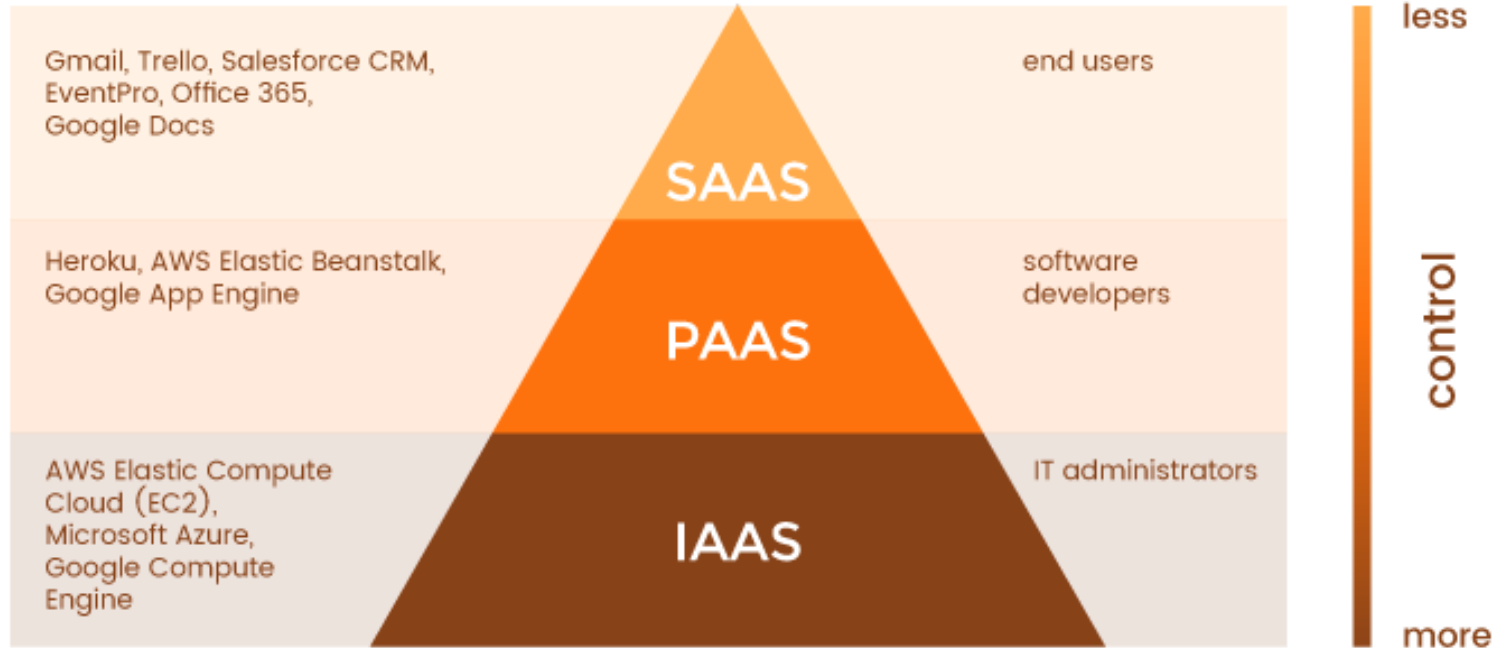 Gmail, Trello, Salesforce CRM,
EventPro, Office 365,
Google Docs
SAAS
end users
Heroku, AWS Elastic Beanstalk,
Google App Engine
PAAS
software
developers
AWS Elastic Compute
Cloud (EC2),
Microsoft Azure,
Google Compute
Engine
IAAS
IT administrators
less
control
more